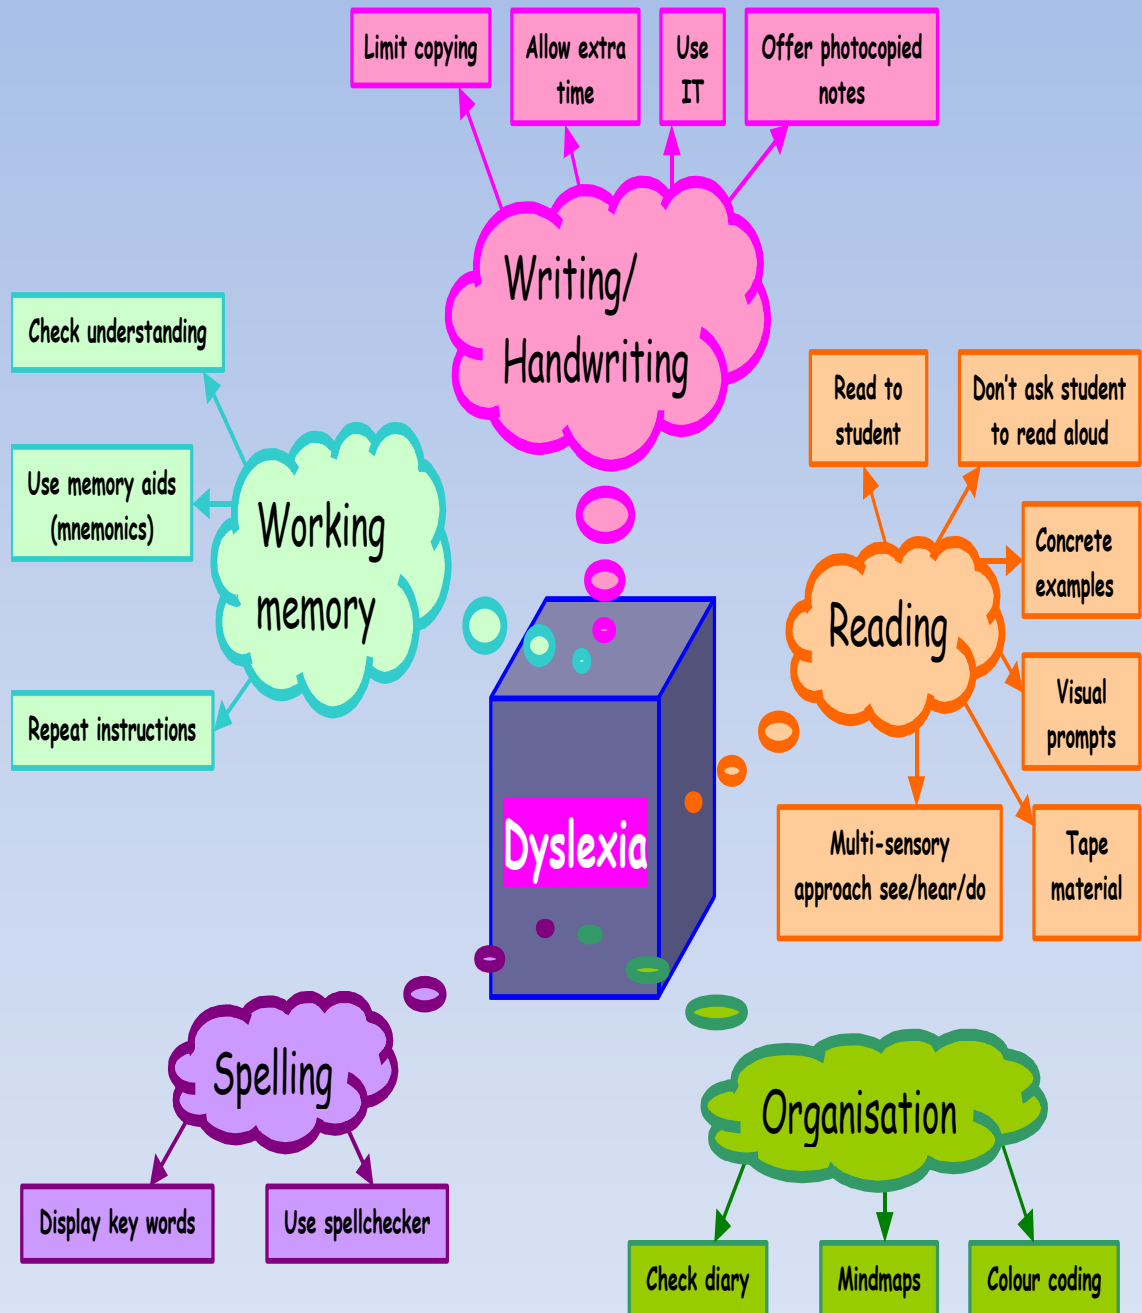 Limit copying
Allow extra
time
Use
IT
Offer photocopied
notes
Writing/
Handwriting
Check understanding
Use memory aids
(mnemonics)
Repeat instructions
Working
memory
Read to
student
Don't ask student
to read aloud
Concrete
examples
Visual
prompts
Tape
material
Multi-sensory
approach see/hear/do
Reading
Dyslexia
Spelling
Display key words
Use spellchecker
Organisation
Check diary
Mindmaps
Colour coding